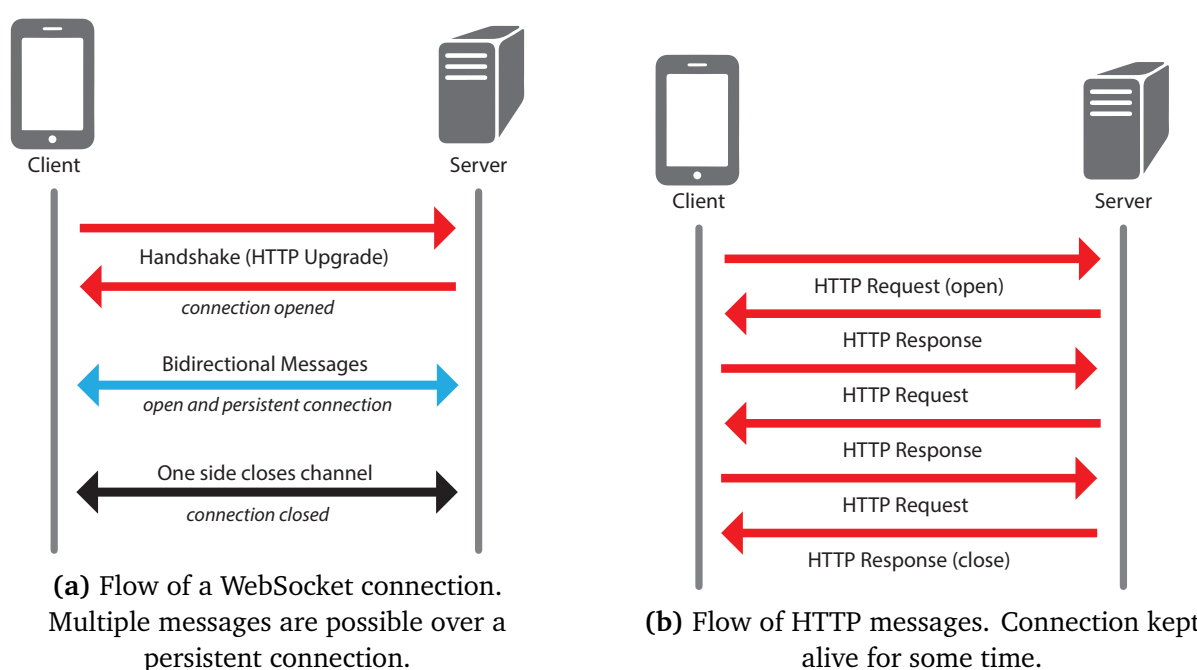 Client
Server
Handshake (HTTP Upgrade)
connection opened
Bidirectional Messages
open and persistent connection
One side closes channel
connection closed
(a) Flow of a WebSocket connection.
Multiple messages are possible over a
persistent connection.
Client
Server
HTTP Request (open)
HTTP Response
HTTP Request
HTTP Response
HTTP Request
HTTP Response (close)
(b) Flow of HTTP messages. Connection kept
alive for some time.